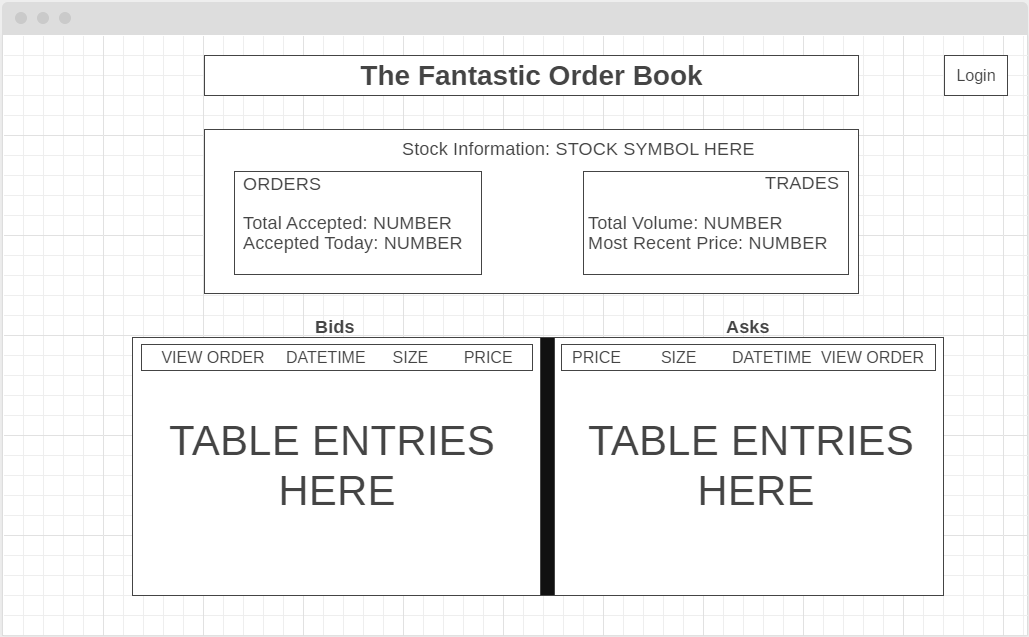 The Fantastic Order Book
Login
Stock Information: STOCK SYMBOL HERE
ORDERS
Total Accepted: NUMBER
Accepted Today: NUMBER
TRADES
Total Volume: NUMBER
Most Recent Price: NUMBER
Bids
VIEW ORDER DATETIME SIZE PRICE
TABLE ENTRIES
HERE
Asks
PRICE SIZE DATETIME VIEW ORDER
TABLE ENTRIES
HERE